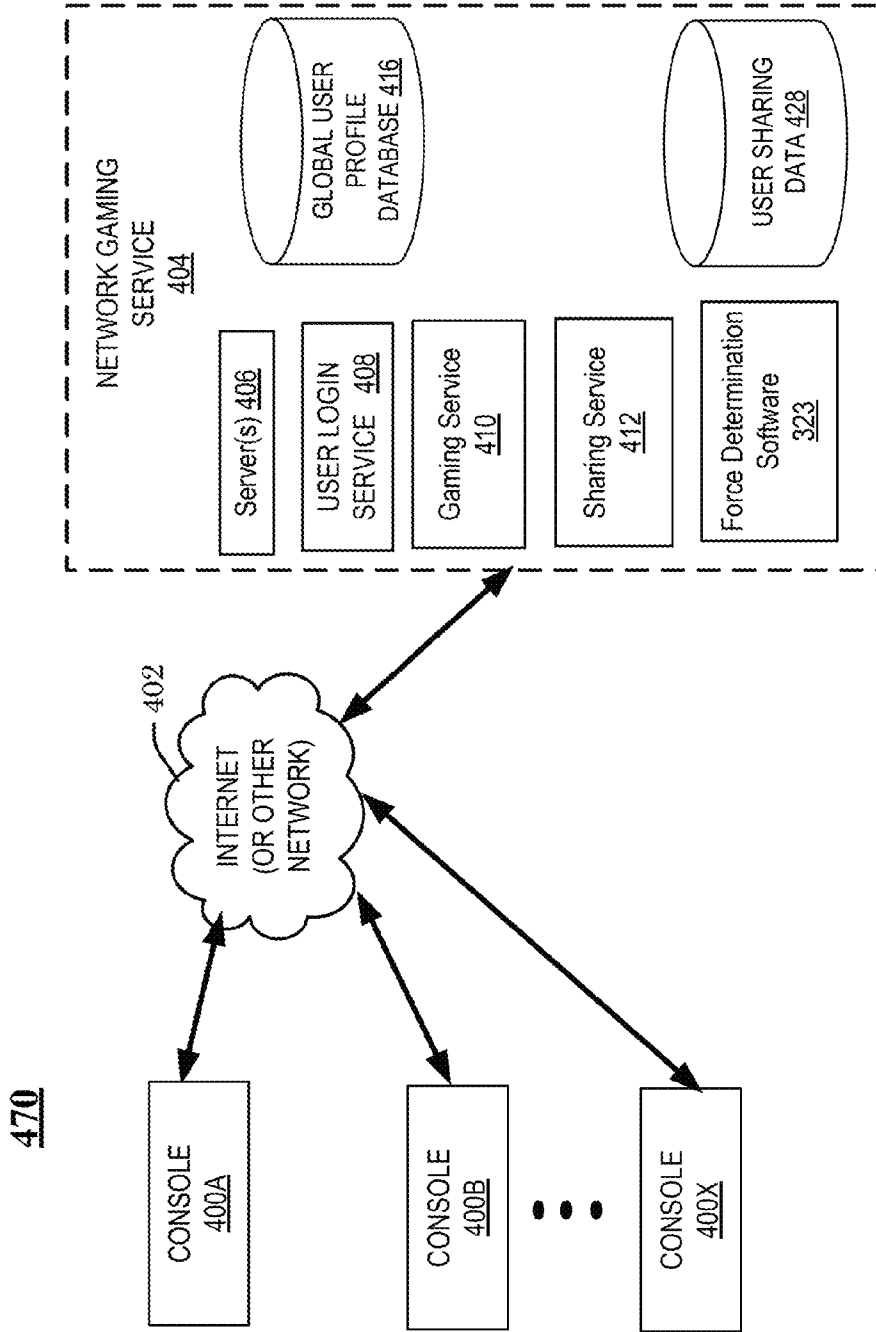 470
CONSOLE
400A
CONSOLE
400B
CONSOLE
400X
402
INTERNET
(OR OTHER
NETWORK)
NETWORK GAMING
SERVICE
404
Server(s) 406
USER LOGIN
SERVICE 408
Gaming Service
410
Sharing Service
412
Force Determination
Software
323
GLOBAL USER
PROFILE
DATABASE 416
USER SHARING
DATA 428